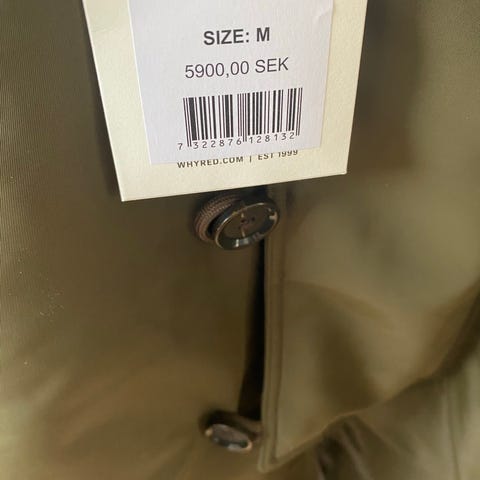 SIZE: M
5900,00 SEK
7 322876 128132
WHYRED.COM | EST 1999